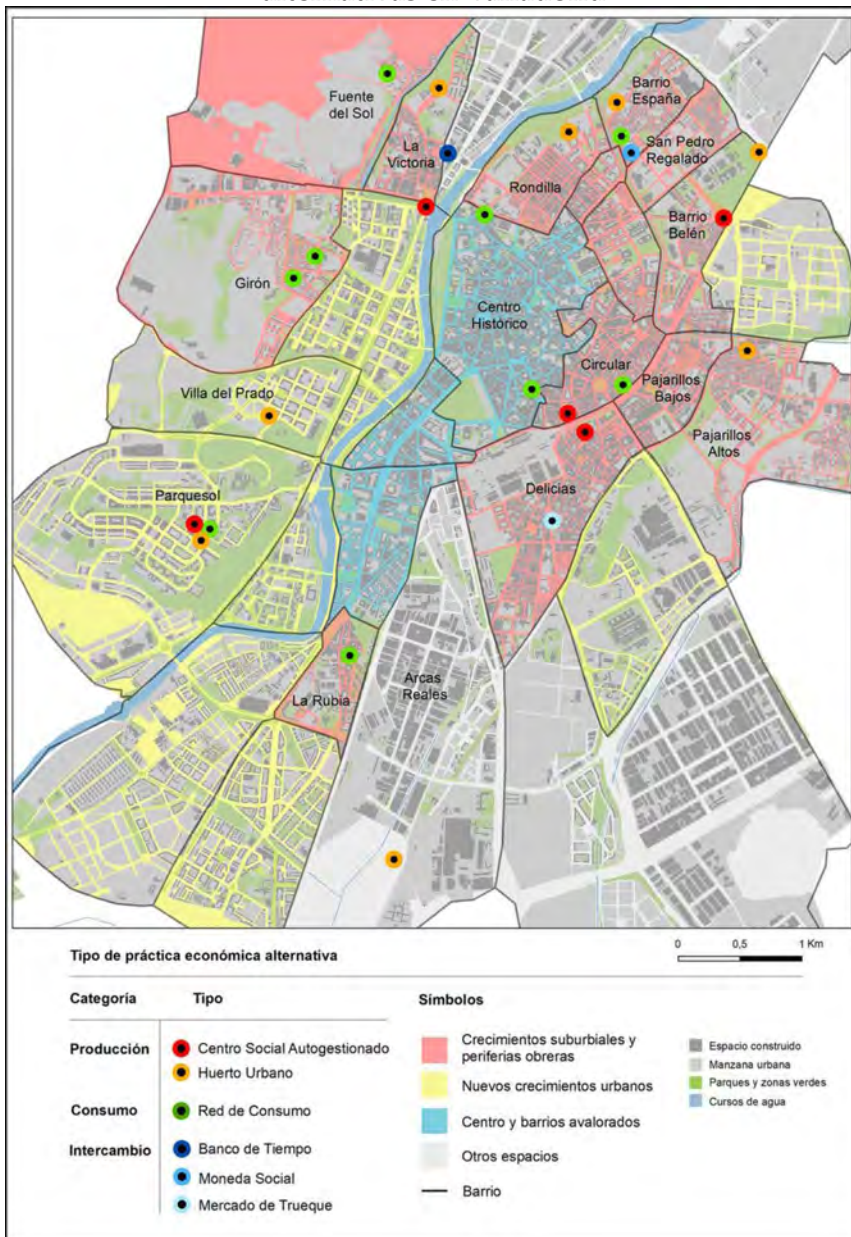 Fuente
del Sol
La
Victoria
Barrio
España
San Pedro
Regalado
Rondilla
Barrio
Belén
Girón
Centro
Histórico
Circular
Pajarillos
Bajos
Villa del Prado
Pajarillos
Altos
Parquesol
Delicias
La Rubia
Arcas
Reales
Tipo de práctica económica alternativa
0 0,5 1 Km
Categoría Tipo Símbolos
Producción Centro Social Autogestionado
Huerto Urbano
Consumo Red de Consumo
Intercambio Banco de Tiempo
Moneda Social
Mercado de Trueque
Crecimientos suburbiales y
periferias obreras
Nuevos crecimientos urbanos
Centro y barrios avalorados
Otros espacios
Barrio
Espacio construido
Manzana urbana
Parques y zonas verdes
Cursos de agua